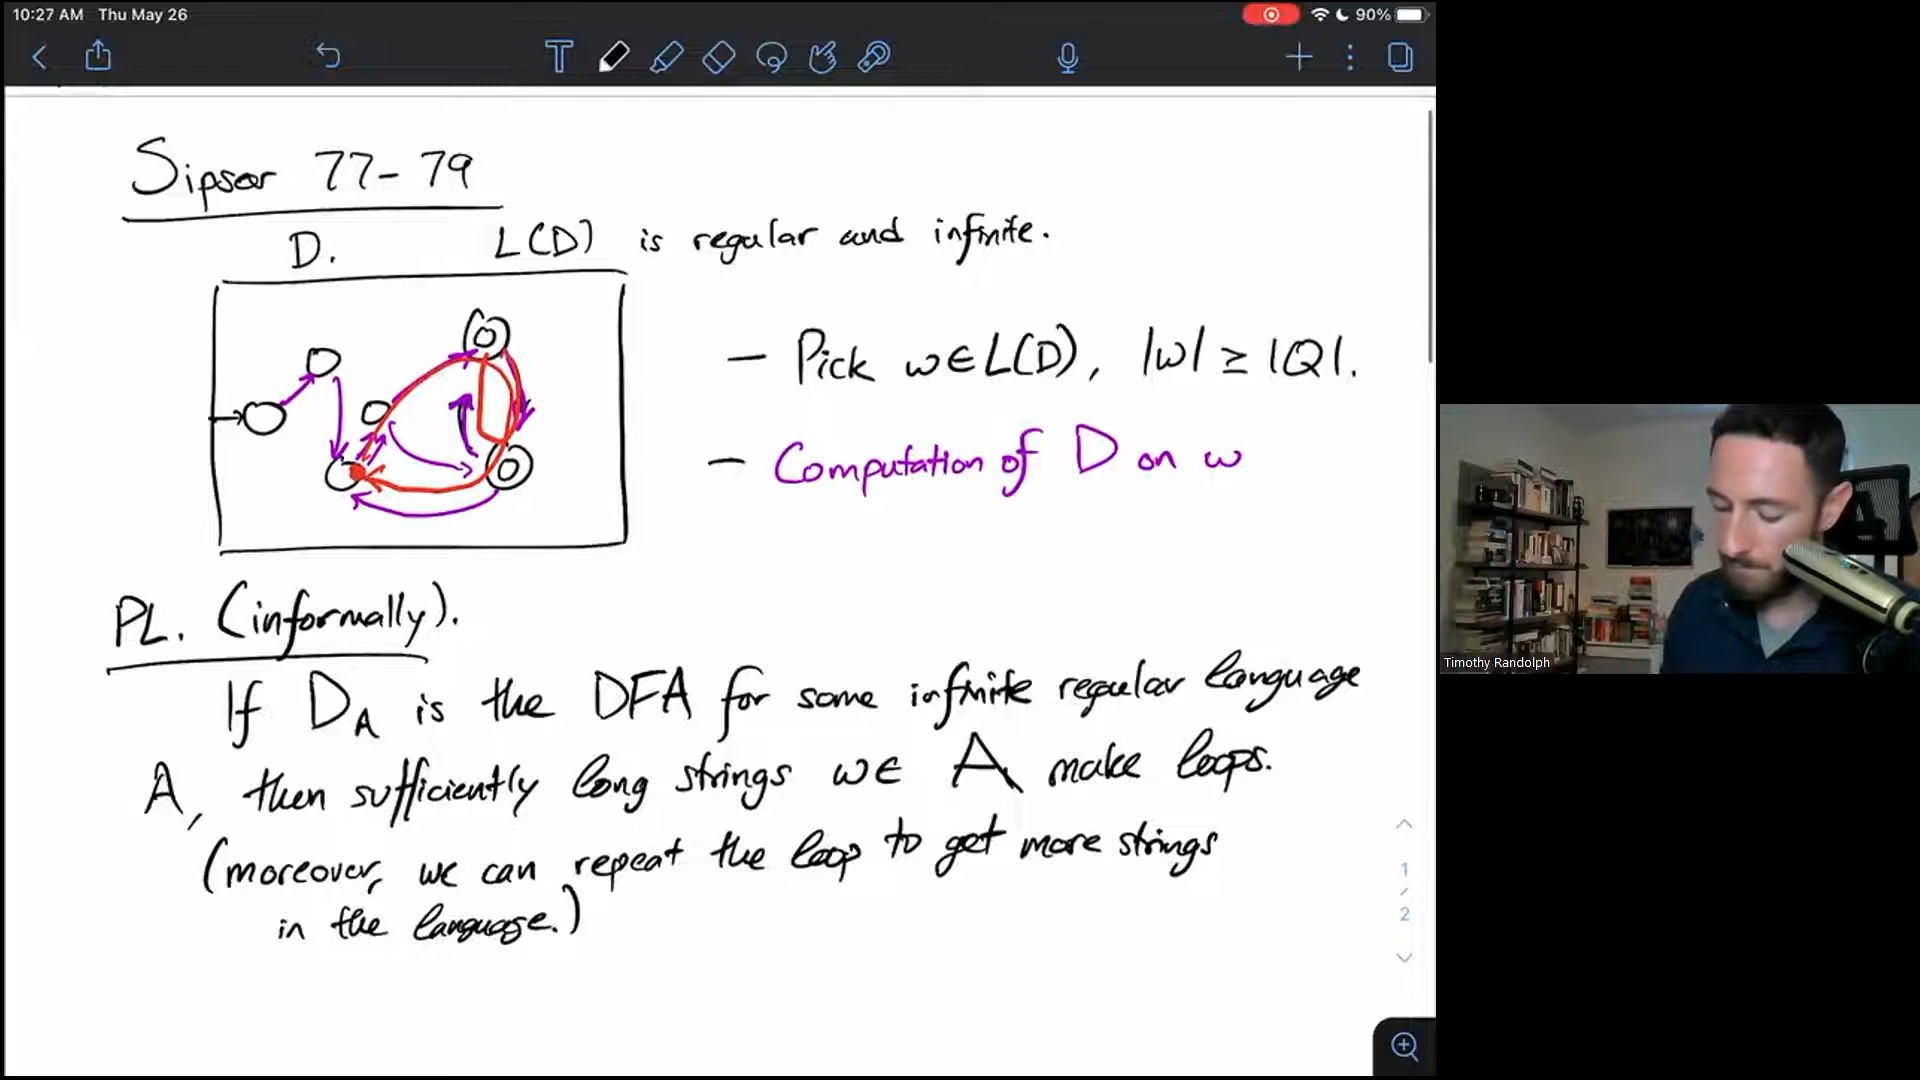 10:27 AM Thu May 26
90%
Sipser 77-79
D. L(D) is regular and infinite.
— Pick w∈L(D), |w| ≥ |Q|.
— Computation of D on w
PL. (informally).
If D_A is the DFA for some infinite regular language
A, then sufficiently long strings w∈ A make loops.
(moreover, we can repeat the loop to get more strings
in the language.)
Timothy Randolph
1
/
2